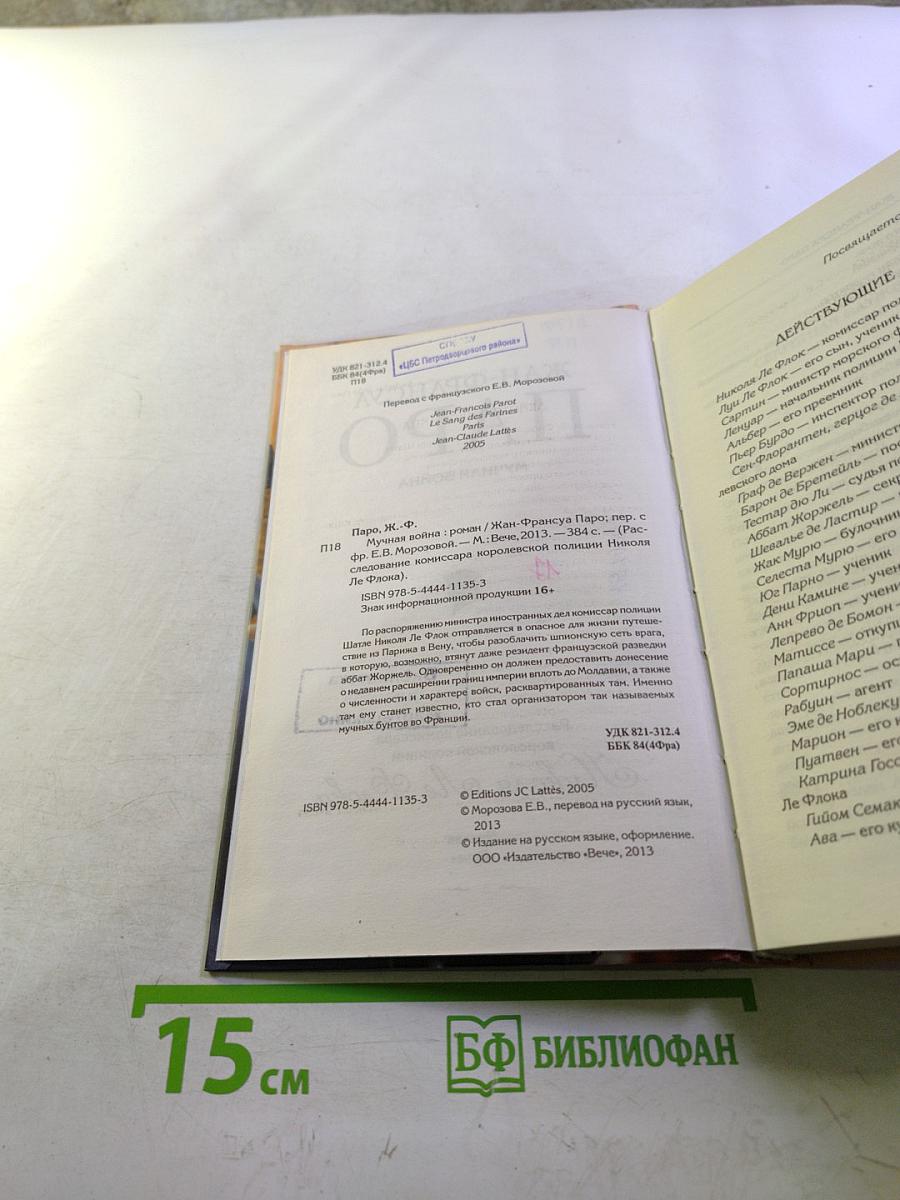 УДК 821-312.4
ББК 84(4Фра)
П18
«ЦБС Петродворцового района»
Перевод с французского Е.В. Морозовой
Jean-Francois Parot
Le Sang des Farines
Paris
Jean-Claude Lattès
2005
Паро, Ж.-Ф.
П18 Мучная война : роман / Жан-Франсуа Паро; пер. с
фр. Е.В. Морозовой. — М. : Вече, 2013. — 384 с. — (Рас-
следование комиссара королевской полиции Николя
Ле Флока).
ISBN 978-5-4444-1135-3
Знак информационной продукции 16+
По распоряжению министра иностранных дел комиссар полиции
Шатле Николя Ле Флок отправляется в опасное для жизни путеше-
ствие из Парижа в Вену, чтобы разоблачить шпионскую сеть врага,
в которую, возможно, втянут даже резидент французской разведки
аббат Жоржель. Одновременно он должен предоставить донесение
о недавнем расширении границ империи вплоть до Молдавии, а также
о численности и характере войск, расквартированных там. Именно
там ему станет известно, кто стал организатором так называемых
мучных бунтов во Франции.
УДК 821-312.4
ББК 84(4Фра)
ISBN 978-5-4444-1135-3
© Editions JC Lattès, 2005
© Морозова Е.В., перевод на русский язык,
2013
© Издание на русском языке, оформление.
ООО «Издательство «Вече», 2013
Посвящается
ДЕЙСТВУЮЩИЕ
Николя Ле Флок — комиссар
Луи Ле Флок — его сын, ученик
Сартин — министр морского
Ленуар — начальник полиции
Альбер — его преемник
Пьер Бурдо — инспектор
Сен-Флорантен, герцог де
левского дома
Граф де Вержен —
Барон де Бретейль —
Тестар дю Ли — судья
Аббат Жоржель —
Шевалье де Ластир —
Жак Мурю — булочник
Селеста Мурю — его
Юг Парно — ученик
Дени Камине —
Анн Фриоп —
Лепрево де Бомон —
Матиссе —
Папаша Мари —
Сортирнос —
Рабуин — агент
Эме де Ноблекур
Марион — его
Пуатвен — его
Катрина Госс
Ле Флока
Гийом Семак
Ава — его
15 см
БФ БИБЛИОФАН